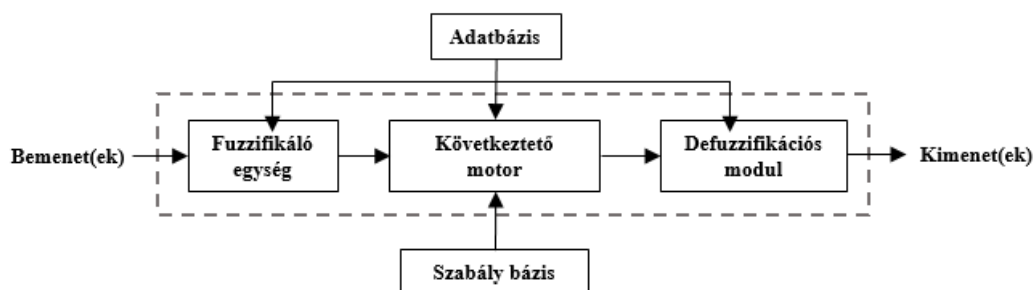 Adatbázis
Bemenet(ek)
Fuzzifikáló
egység
Következtető
motor
Defuzzifikációs
modul
Kimenet(ek)
Szabály bázis